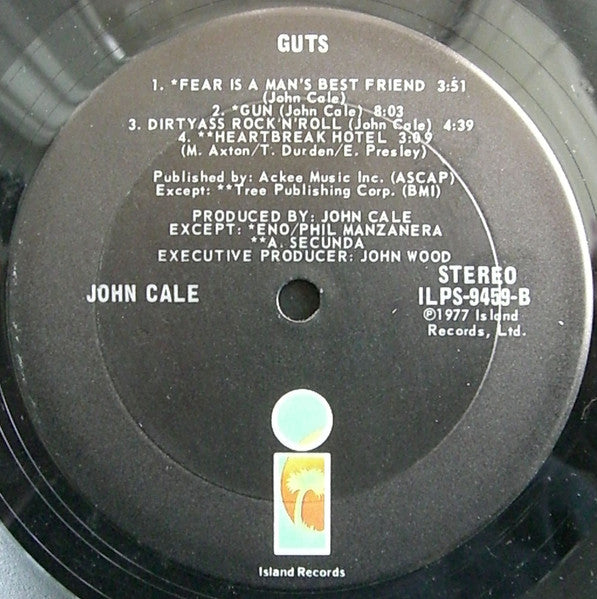 GUTS
1. *FEAR IS A MAN'S BEST FRIEND 3:51
(John Cale)
2. *GUN (John Cale) 8:03
3. DIRTYASS ROCK'N'ROLL (John Cale) 4:39
4. **HEARTBREAK HOTEL 3:09
(M. Axton/T. Durden/E. Presley)
Published by: Ackee Music Inc. (ASCAP)
Except: **Tree Publishing Corp. (BMI)
PRODUCED BY: JOHN CALE
EXCEPT: *ENO/PHIL MANZANERA
**A. SECUNDA
EXECUTIVE PRODUCER: JOHN WOOD
JOHN CALE
STEREO
ILPS-9459-B
℗1977 Island
Records, Ltd.
i
Island Records